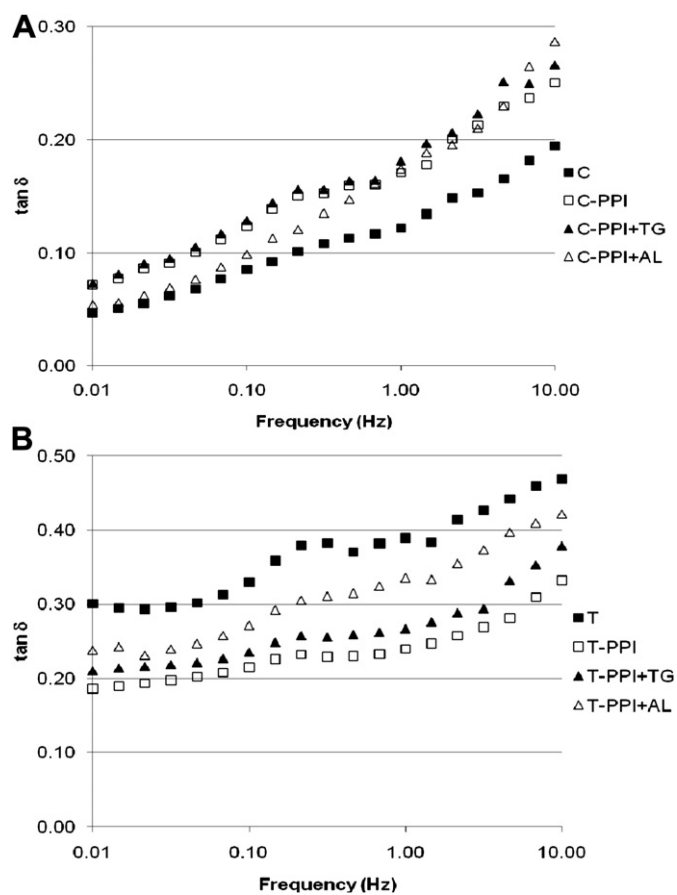 A
0.30
0.20
0.10
0.00
tan δ
0.01 0.10 1.00 10.00
Frequency (Hz)
C
C-PPI
C-PPI+TG
C-PPI+AL
B
0.50
0.40
0.30
0.20
0.10
0.00
tan δ
0.01 0.10 1.00 10.00
Frequency (Hz)
T
T-PPI
T-PPI+TG
T-PPI+AL